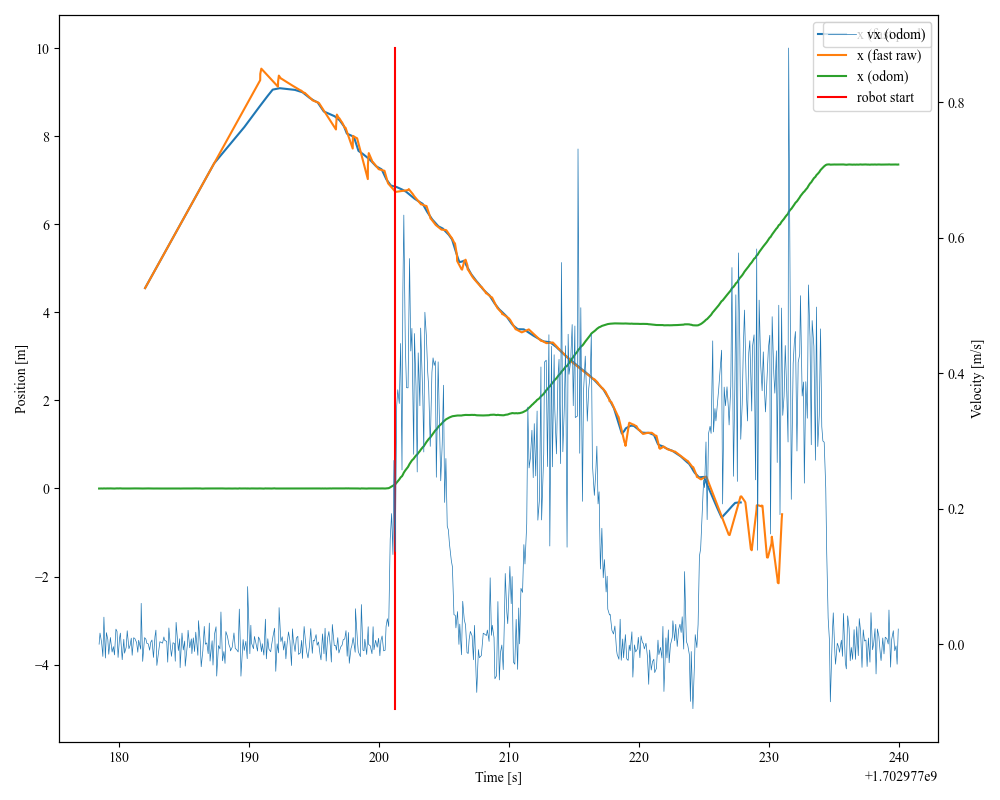 vx (odom)
x (fast raw)
x (odom)
robot start
10
8
6
4
2
0
−2
−4
Position [m]
0.8
0.6
0.4
0.2
0.0
Velocity [m/s]
180
190
200
210
220
230
240
Time [s]
+1.702977e9